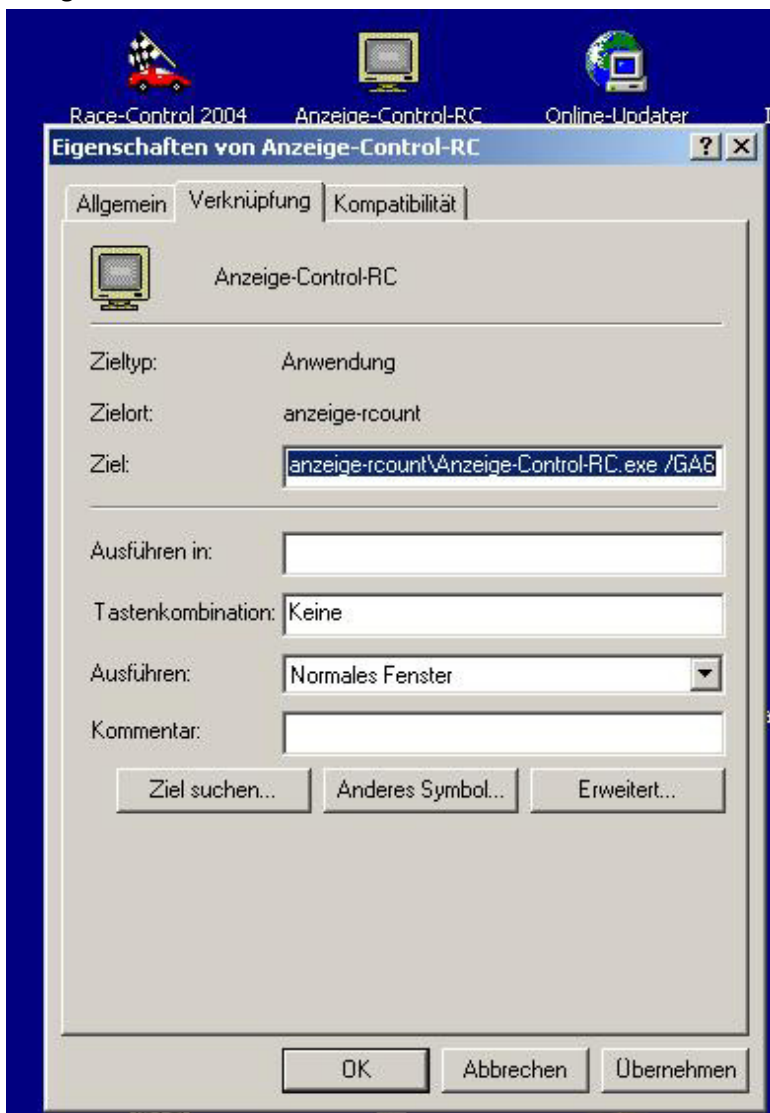 Race-Control 2004 Anzeige-Control-RC Online-Updater
Eigenschaften von Anzeige-Control-RC
Allgemein Verknüpfung Kompatibilität
Anzeige-Control-RC
Zieltyp: Anwendung
Zielort: anzeige-rcount
Ziel: anzeige-rcount\Anzeige-Control-RC.exe /GA6
Ausführen in:
Tastenkombination: Keine
Ausführen: Normales Fenster
Kommentar:
Ziel suchen... Anderes Symbol... Erweitert...
OK Abbrechen Übernehmen